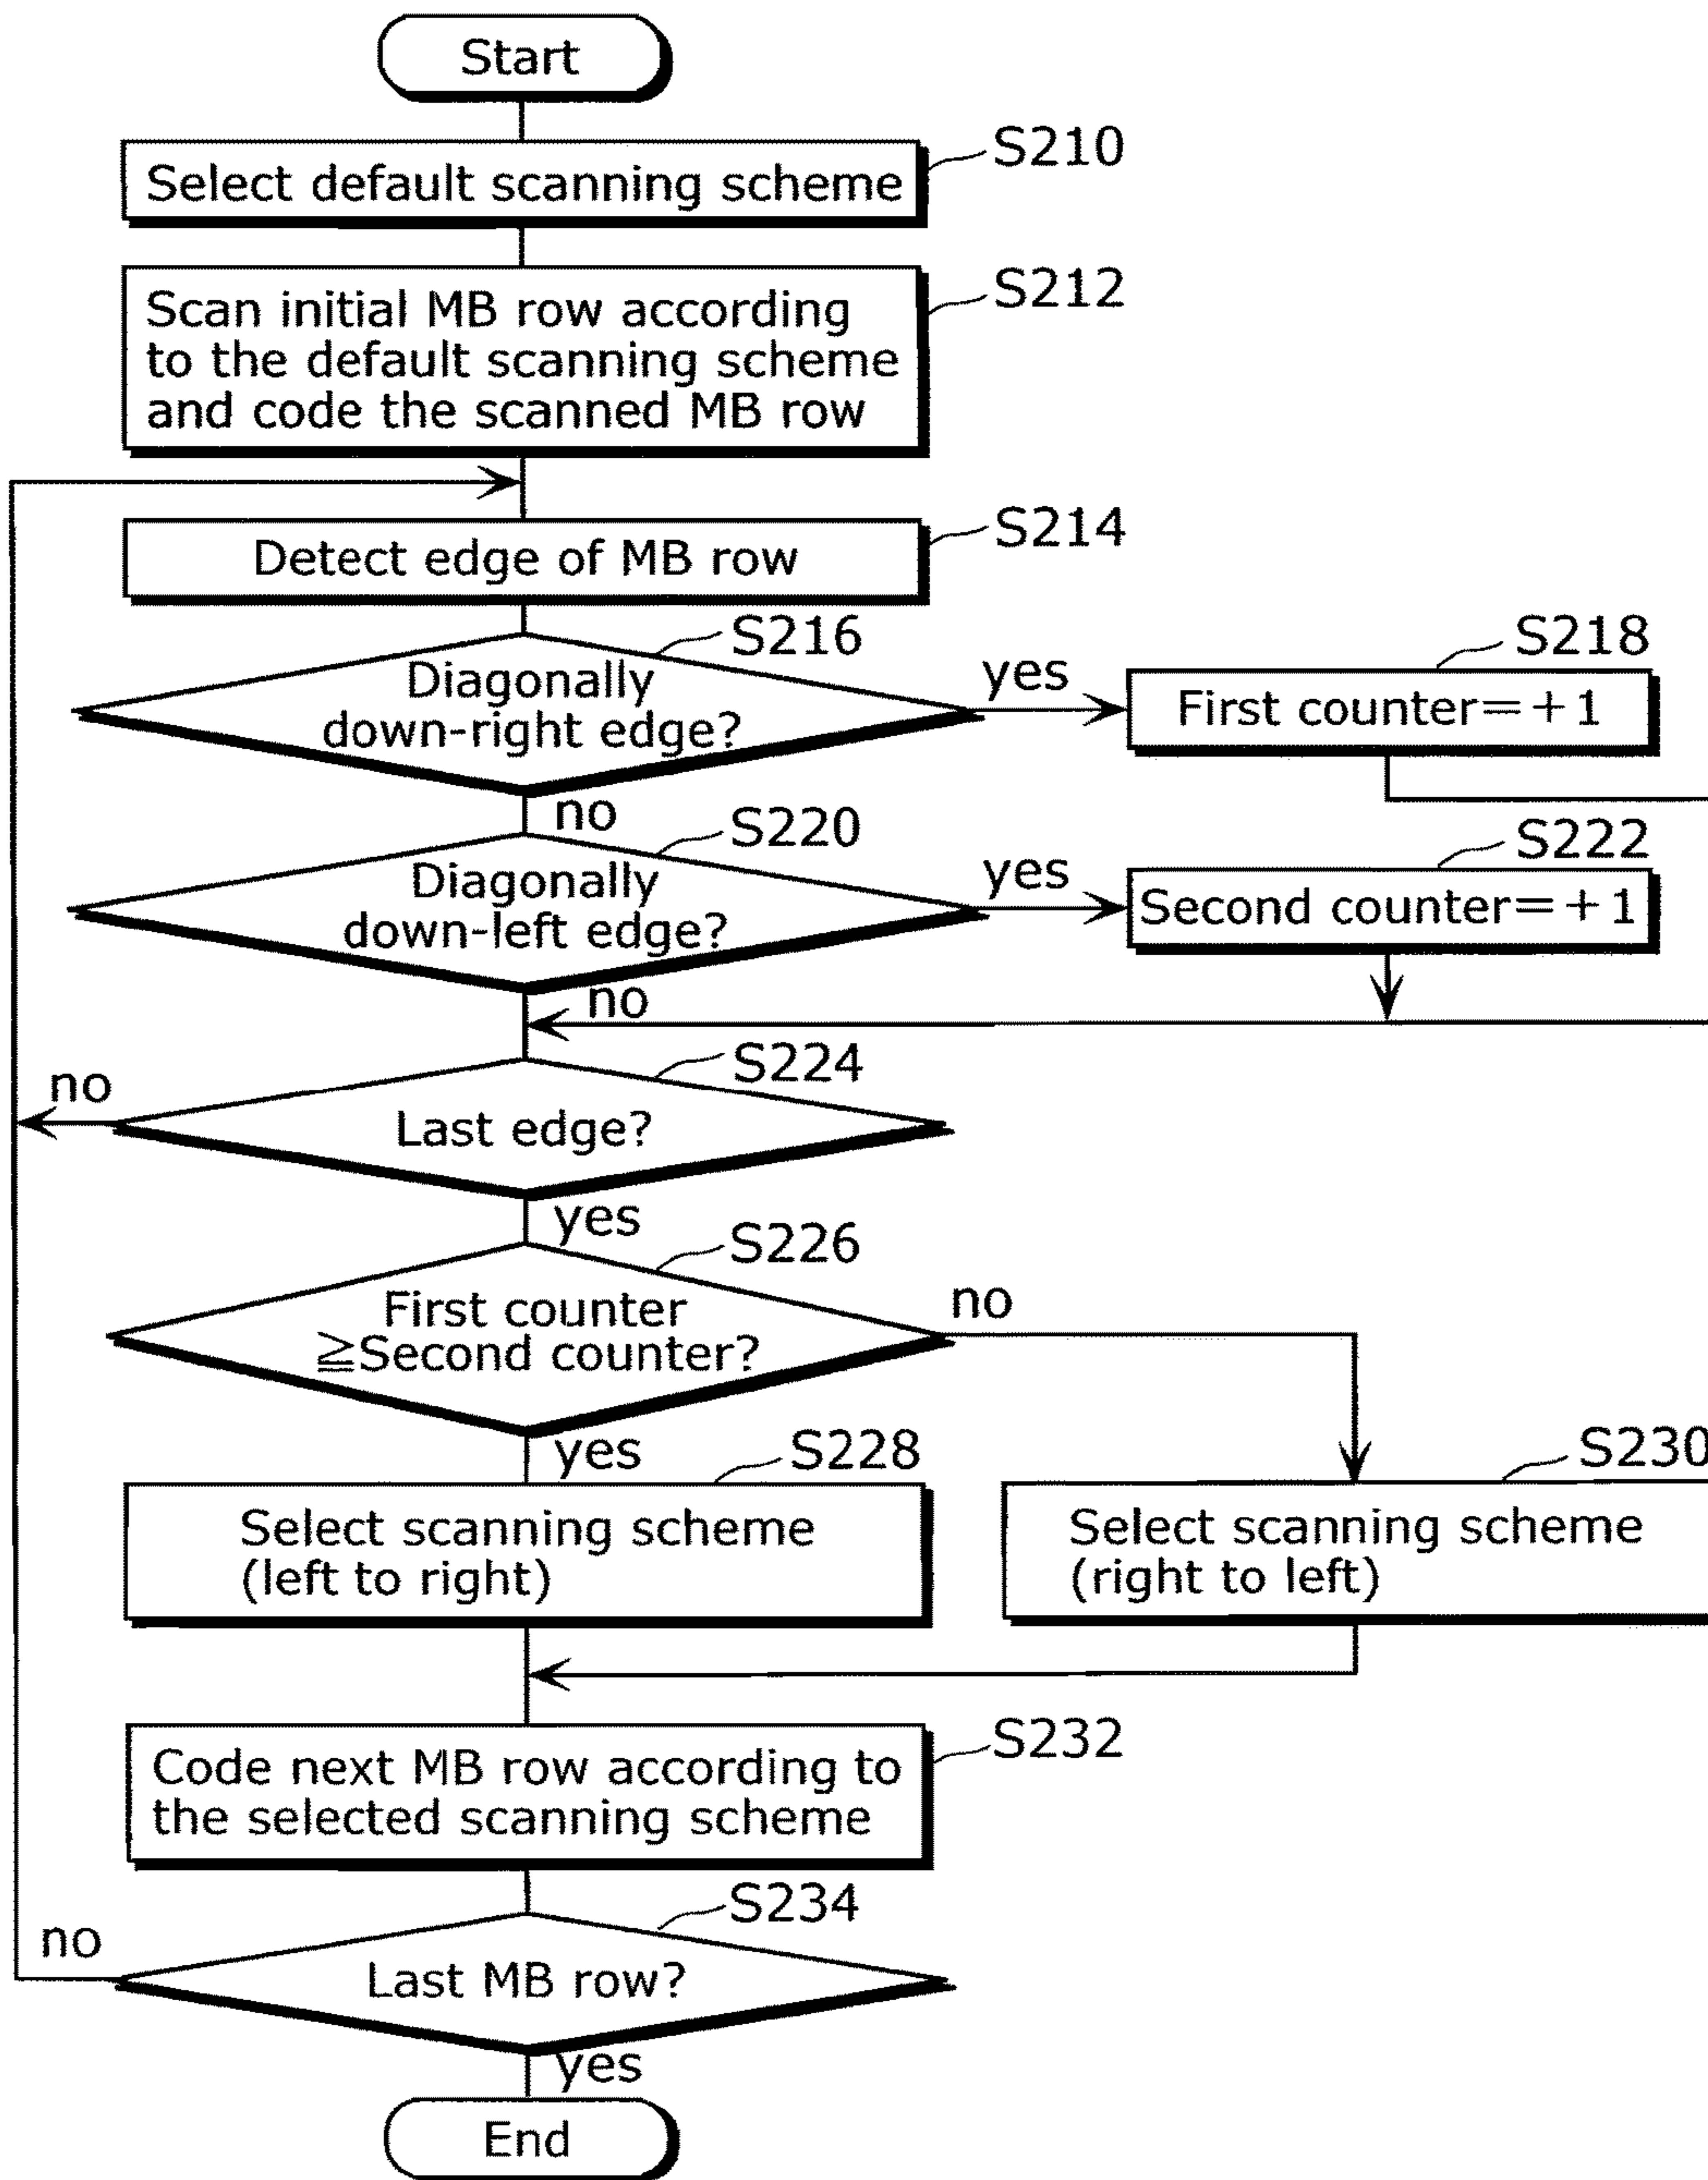 Start
S210
Select default scanning scheme
S212
Scan initial MB row according
to the default scanning scheme
and code the scanned MB row
S214
Detect edge of MB row
S216
Diagonally
down-right edge?
yes
S218
First counter=+1
no
S220
Diagonally
down-left edge?
yes
S222
Second counter=+1
no
S224
Last edge?
no
yes
S226
First counter
≧Second counter?
no
yes
S228
Select scanning scheme
(left to right)
S230
Select scanning scheme
(right to left)
S232
Code next MB row according to
the selected scanning scheme
S234
Last MB row?
no
yes
End